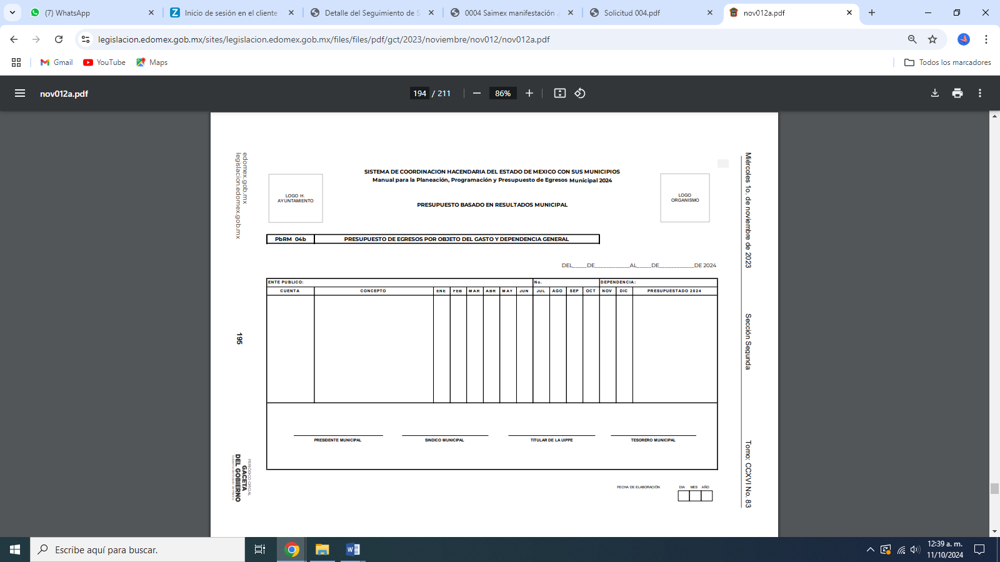 (7) WhatsApp
Inicio de sesión en el cliente
Detalle del Seguimiento de S
0004 Saimex manifestación
Solicitud 004.pdf
nov012a.pdf
legislacion.edomex.gob.mx/sites/legislacion.edomex.gob.mx/files/files/pdf/gct/2023/noviembre/nov012/nov012a.pdf
Gmail
YouTube
Maps
Todos los marcadores
nov012a.pdf
194 / 211
86%
edomex.gob.mx
legislacion.edomex.gob.mx
Miércoles 1o. de noviembre de 2023
SISTEMA DE COORDINACION HACENDARIA DEL ESTADO DE MEXICO CON SUS MUNICIPIOS
Manual para la Planeación, Programación y Presupuesto de Egresos Municipal 2024
LOGO H.
AYUNTAMIENTO
LOGO
ORGANISMO
PRESUPUESTO BASADO EN RESULTADOS MUNICIPAL
PbRM 04b
PRESUPUESTO DE EGRESOS POR OBJETO DEL GASTO Y DEPENDENCIA GENERAL
DEL_____DE____________AL_____DE____________DE 2024
ENTE PUBLICO:
No.
DEPENDENCIA:
CUENTA
CONCEPTO
ENE
FEB
MAR
ABR
MAY
JUN
JUL
AGO
SEP
OCT
NOV
DIC
PRESUPUESTADO 2024
195
Sección Segunda
PRESIDENTE MUNICIPAL
SINDICO MUNICIPAL
TITULAR DE LA UIPPE
TESORERO MUNICIPAL
PERIÓDICO OFICIAL
GACETA
DEL GOBIERNO
Gobierno del Estado de México
Tomo: CCXVI No. 83
FECHA DE ELABORACIÓN
DIA
MES
AÑO
Escribe aquí para buscar.
12:39 a. m.
11/10/2024